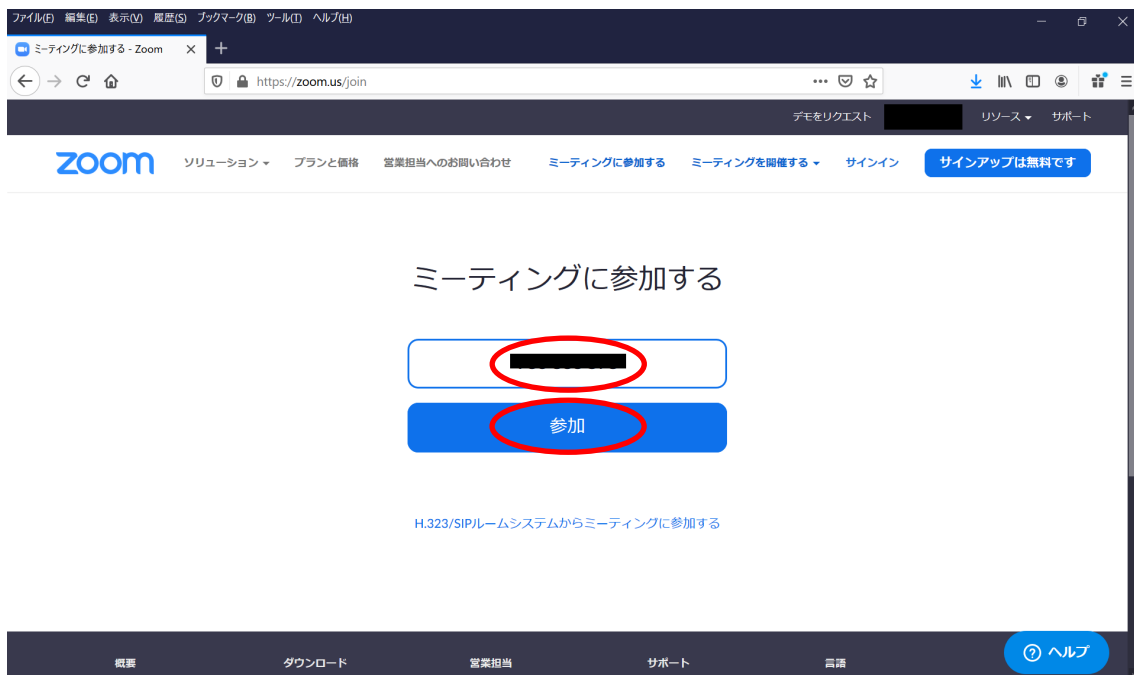 ファイル(F) 編集(E) 表示(V) 履歴(S) ブックマーク(B) ツール(T) ヘルプ(H)
ミーティングに参加する - Zoom
https://zoom.us/join
デモをリクエスト リソース サポート
zoom ソリューション プランと価格 営業担当へのお問い合わせ ミーティングに参加する ミーティングを開催する サインイン サインアップは無料です
ミーティングに参加する
参加
H.323/SIPルームシステムからミーティングに参加する
概要 ダウンロード 営業担当 サポート 言語
ヘルプ